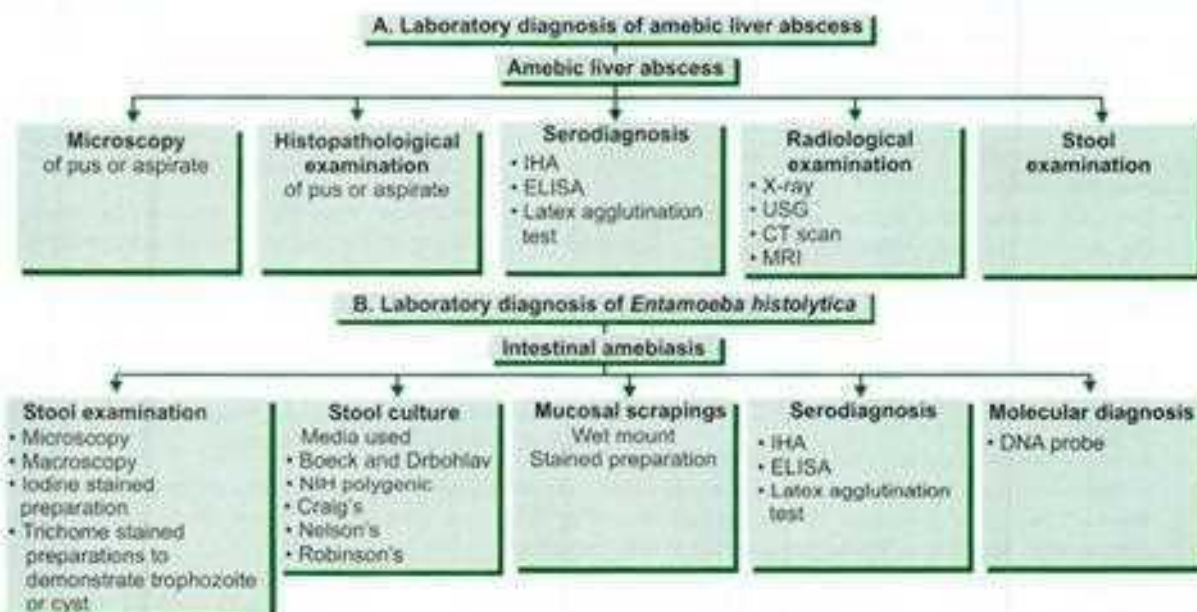 A. Laboratory diagnosis of amebic liver abscess
Amebic liver abscess
Microscopy
of pus or aspirate
Histopatholoigical
examination
of pus or aspirate
Serodiagnosis
• IHA
• ELISA
• Latex agglutination
test
Radiological
examination
• X-ray
• USG
• CT scan
• MRI
Stool
examination
B. Laboratory diagnosis of Entamoeba histolytica
Intestinal amebiasis
Stool examination
• Microscopy
• Macroscopy
• Iodine stained
preparation
• Trichome stained
preparations to
demonstrate trophozoite
or cyst
Stool culture
Media used
• Boeck and Drbohlav
• NIH polygenic
• Craig's
• Nelson's
• Robinson's
Mucosal scrapings
Wet mount
Stained preparation
Serodiagnosis
• IHA
• ELISA
• Latex agglutination
test
Molecular diagnosis
• DNA probe